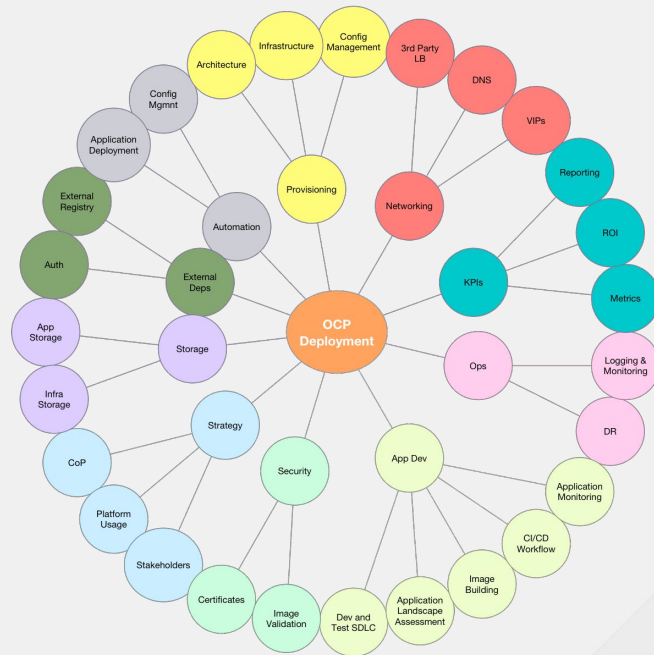 Config
Management
Infrastructure
3rd Party
LB
Architecture
DNS
Config
Mgmnt
VIPs
Application
Deployment
Reporting
Provisioning
External
Registry
Networking
Automation
ROI
Auth
External
Deps
KPIs
Metrics
App
Storage
OCP
Deployment
Storage
Ops
Logging &
Monitoring
Infra
Storage
Strategy
DR
App Dev
CoP
Security
Application
Monitoring
Platform
Usage
CI/CD
Workflow
Stakeholders
Image
Building
Certificates
Image
Validation
Dev and
Test SDLC
Application
Landscape
Assessment